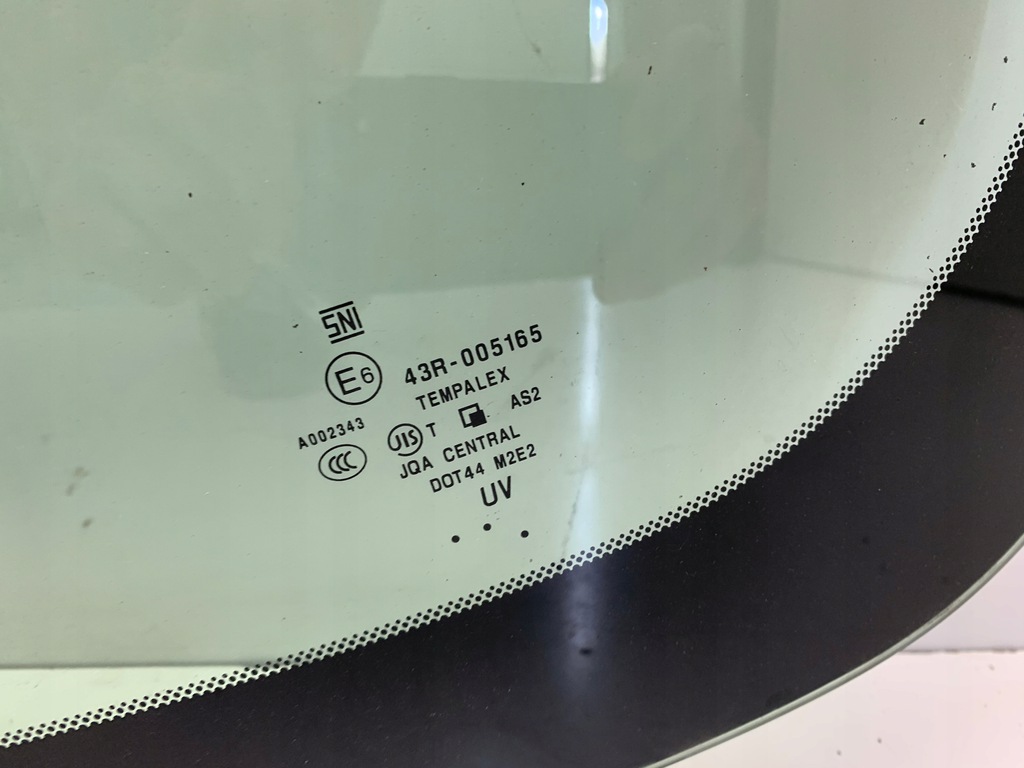 SNI
E6 43R-005165
TEMPALEX
A002343 JIS T AS2
CCC JQA CENTRAL
DOT44 M2E2
UV